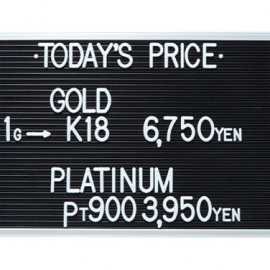 ·TODAY'S PRICE·
GOLD
1G→ K18 6,750YEN
PLATINUM
PT900 3,950YEN